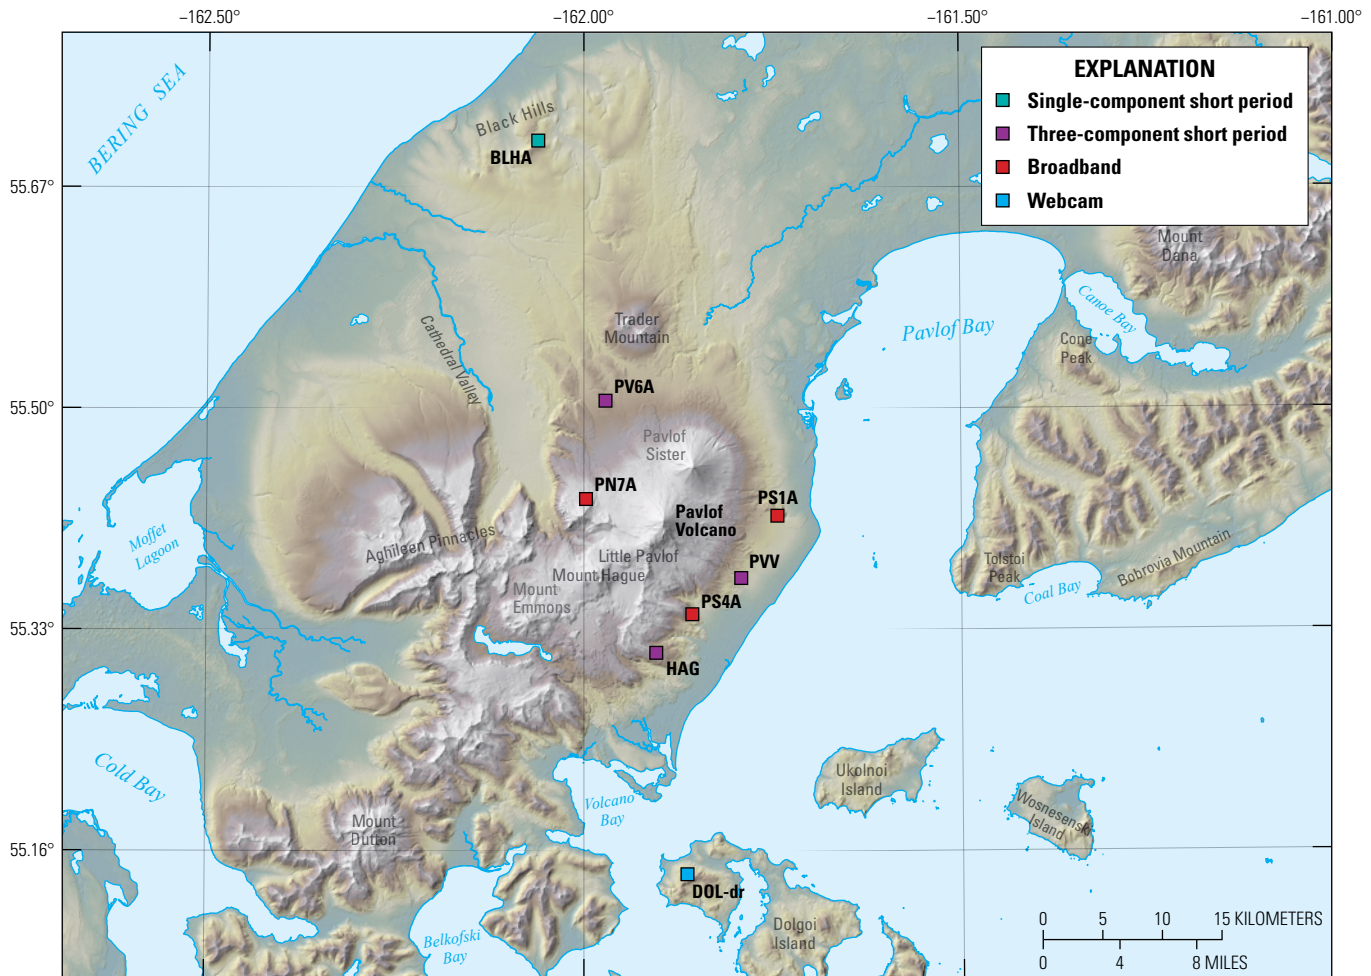 −162.50°
−162.00°
−161.50°
−161.00°
BERING SEA
EXPLANATION
Single-component short period
Three-component short period
Broadband
Webcam
Black Hills
BLHA
55.67°
Mount
Dana
Canoe Bay
Pavlof Bay
Cone
Peak
Trader
Mountain
Cathedral Valley
PV6A
55.50°
Pavlof
Sister
PN7A
PS1A
Pavlof
Volcano
Moffet
Lagoon
Aghileen Pinnacles
Little Pavlof
Mount Hague
PVV
Mount
Emmons
PS4A
Tolstoi
Peak
Bobrovia Mountain
Coal Bay
55.33°
HAG
Cold Bay
Ukolnoi
Island
Wosnesenski
Island
Volcano
Bay
Mount
Dutton
55.16°
DOL-dr
Dolgoi
Island
Belkofski
Bay
0 5 10 15 KILOMETERS
0 4 8 MILES